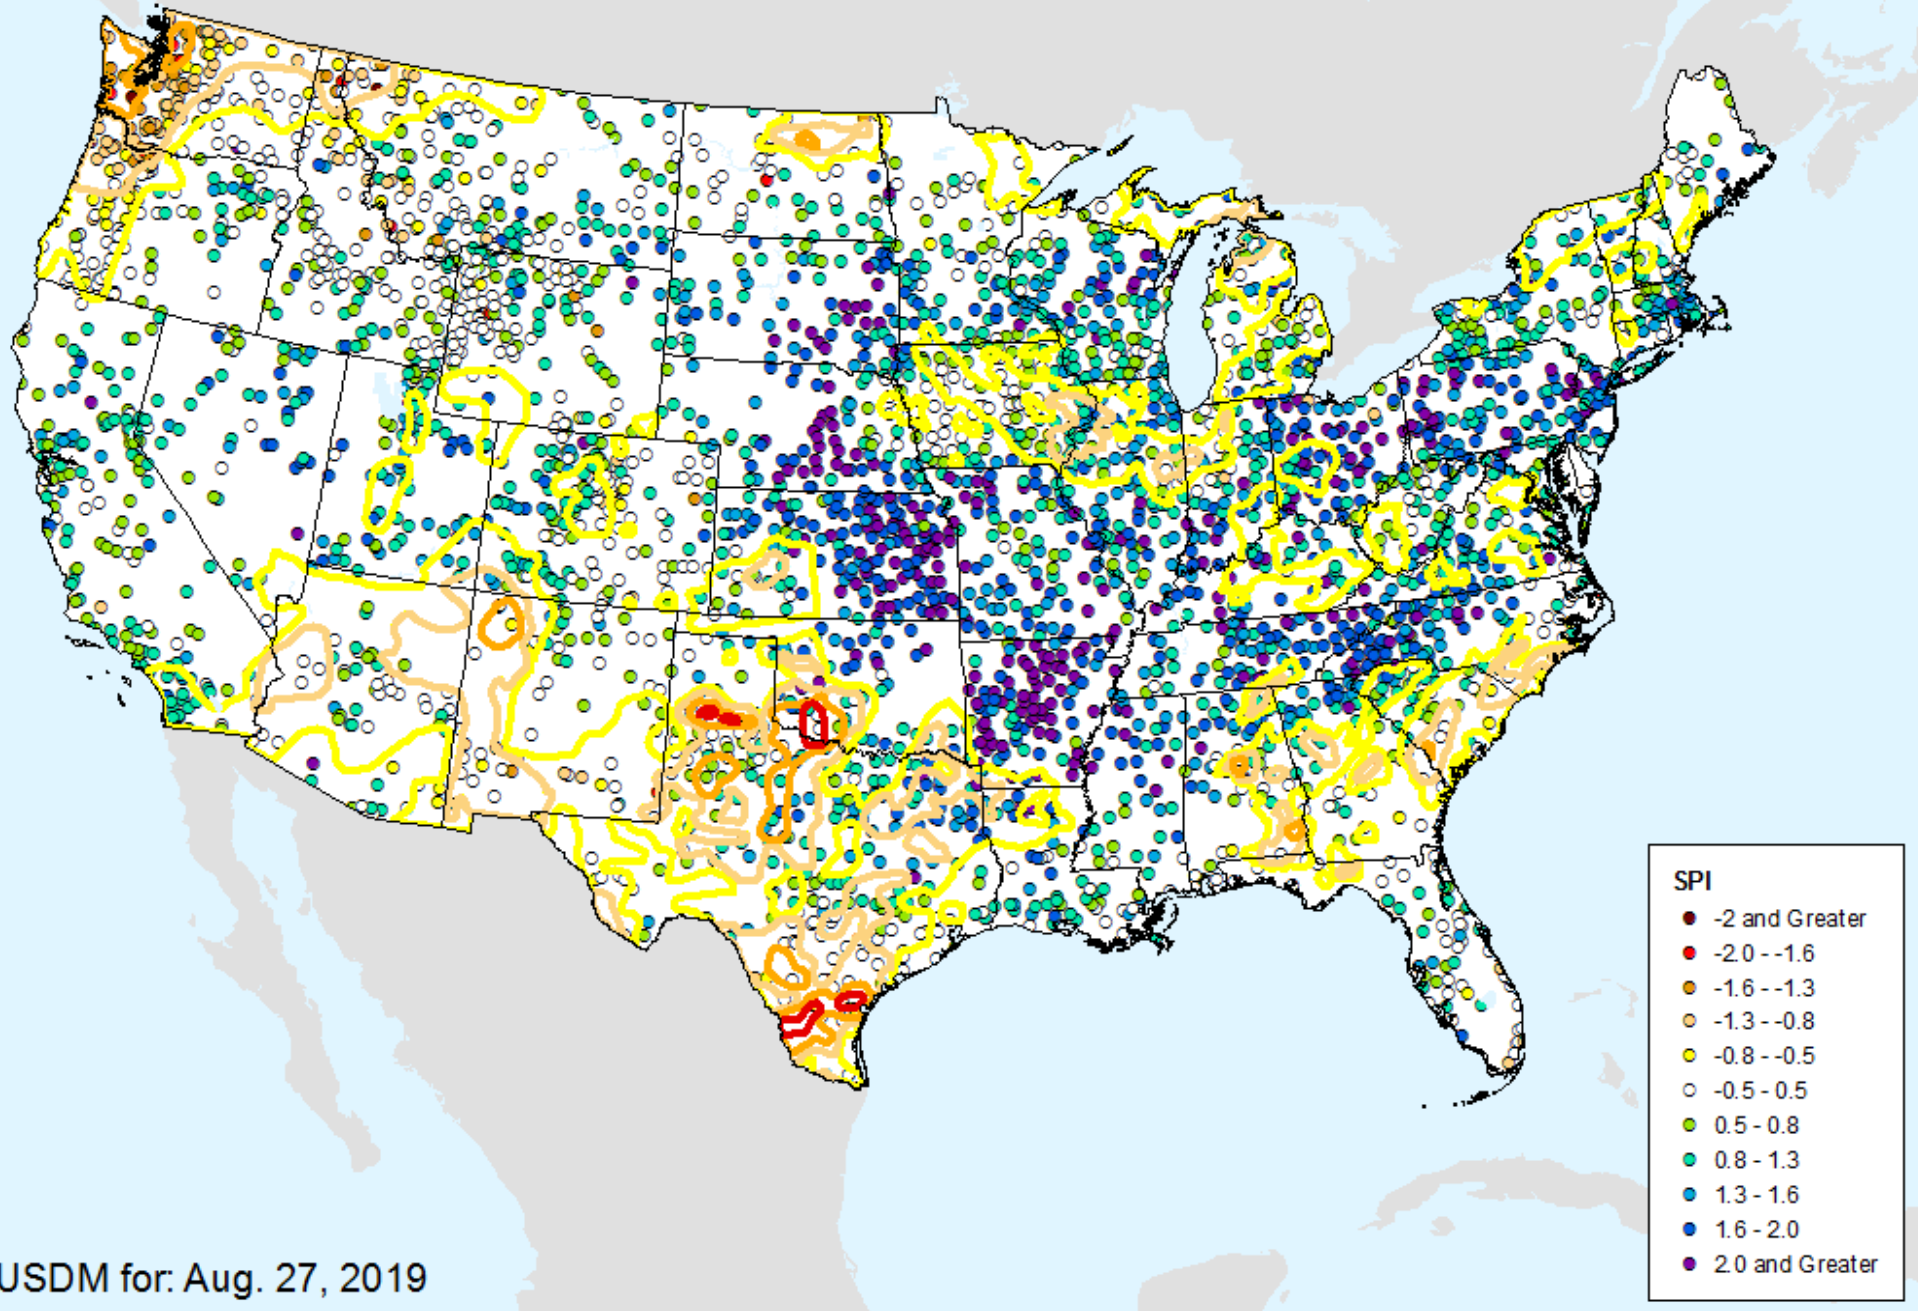 SPI
-2 and Greater
-2.0 - -1.6
-1.6 - -1.3
-1.3 - -0.8
-0.8 - -0.5
-0.5 - 0.5
0.5 - 0.8
0.8 - 1.3
1.3 - 1.6
1.6 - 2.0
2.0 and Greater
USDM for: Aug. 27, 2019